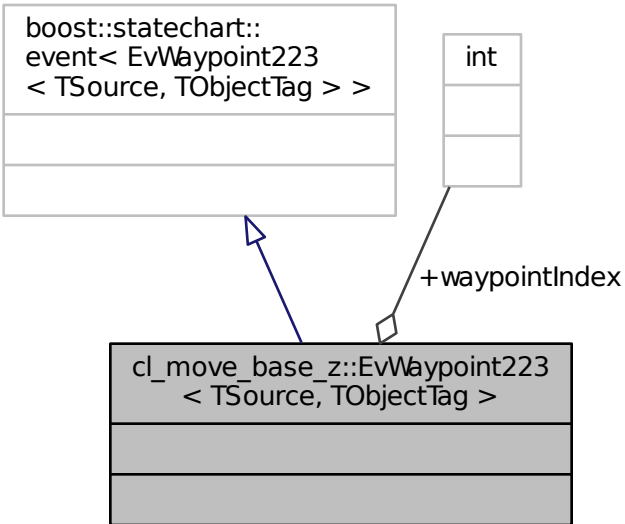 boost::statechart::
event< EvWaypoint223
< TSource, TObjectTag > >
int
+waypointIndex
cl_move_base_z::EvWaypoint223
< TSource, TObjectTag >